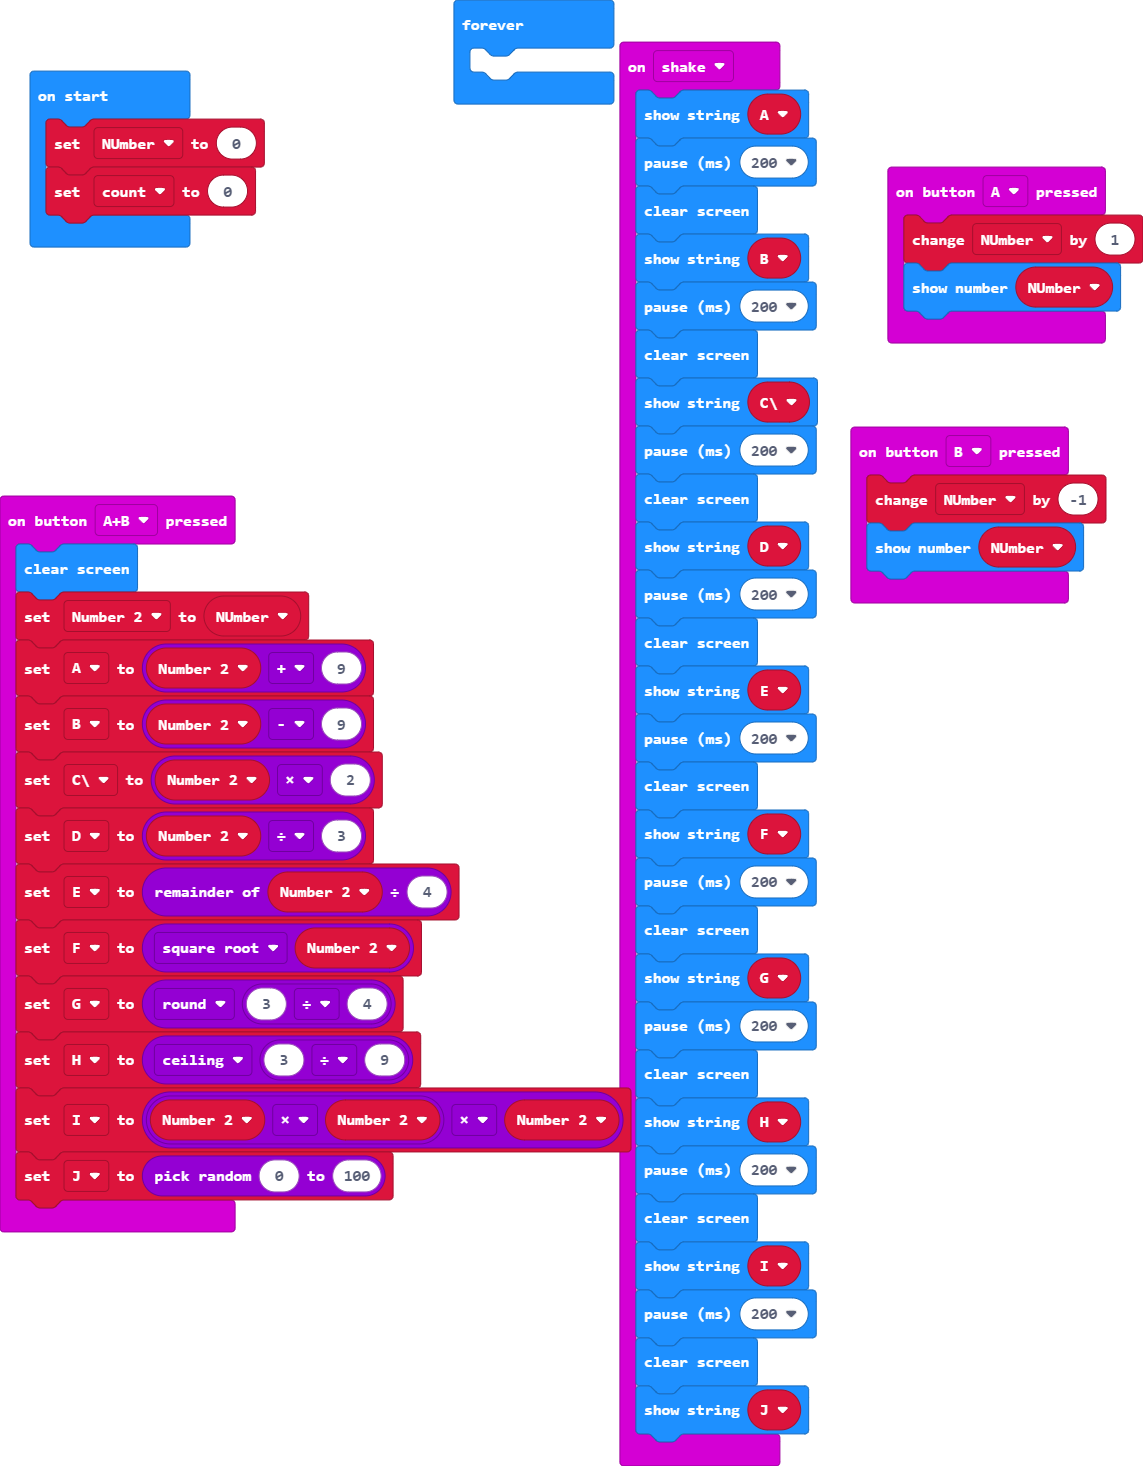 forever
on start
set NUmber to 0
set count to 0
on shake
show string A
pause (ms) 200
clear screen
show string B
pause (ms) 200
clear screen
show string C\
pause (ms) 200
clear screen
show string D
pause (ms) 200
clear screen
show string E
pause (ms) 200
clear screen
show string F
pause (ms) 200
clear screen
show string G
pause (ms) 200
clear screen
show string H
pause (ms) 200
clear screen
show string I
pause (ms) 200
clear screen
show string J
on button A pressed
change NUmber by 1
show number NUmber
on button B pressed
change NUmber by -1
show number NUmber
on button A+B pressed
clear screen
set Number 2 to NUmber
set A to Number 2 + 9
set B to Number 2 - 9
set C\ to Number 2 × 2
set D to Number 2 ÷ 3
set E to remainder of Number 2 ÷ 4
set F to square root Number 2
set G to round 3 ÷ 4
set H to ceiling 3 ÷ 9
set I to Number 2 × Number 2 × Number 2
set J to pick random 0 to 100